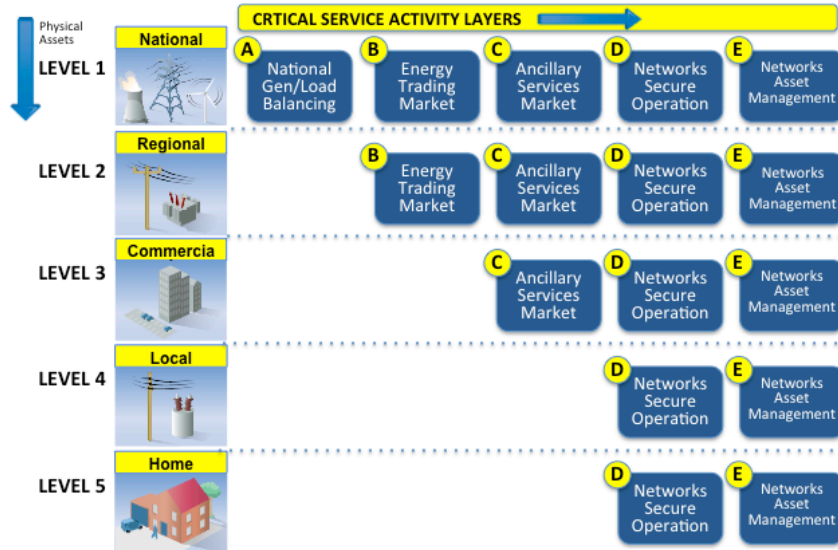 CRTICAL SERVICE ACTIVITY LAYERS
Physical
Assets
National
LEVEL 1
A
National
Gen/Load
Balancing
B
Energy
Trading
Market
C
Ancillary
Services
Market
D
Networks
Secure
Operation
E
Networks
Asset
Management
Regional
LEVEL 2
B
Energy
Trading
Market
C
Ancillary
Services
Market
D
Networks
Secure
Operation
E
Networks
Asset
Management
Commercia
LEVEL 3
C
Ancillary
Services
Market
D
Networks
Secure
Operation
E
Networks
Asset
Management
Local
LEVEL 4
D
Networks
Secure
Operation
E
Networks
Asset
Management
Home
LEVEL 5
D
Networks
Secure
Operation
E
Networks
Asset
Management